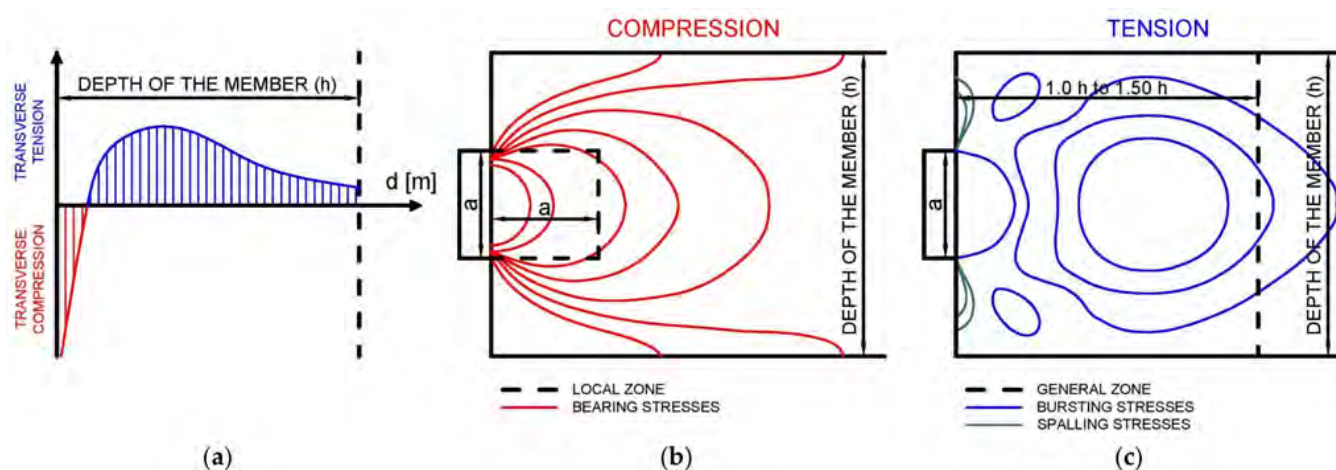 DEPTH OF THE MEMBER (h)
TRANSVERSE
TENSION
d [m]
TRANSVERSE
COMPRESSION
(a)
COMPRESSION
a
a
DEPTH OF THE MEMBER (h)
LOCAL ZONE
BEARING STRESSES
(b)
TENSION
1.0 h to 1.50 h
a
DEPTH OF THE MEMBER (h)
GENERAL ZONE
BURSTING STRESSES
SPALLING STRESSES
(c)